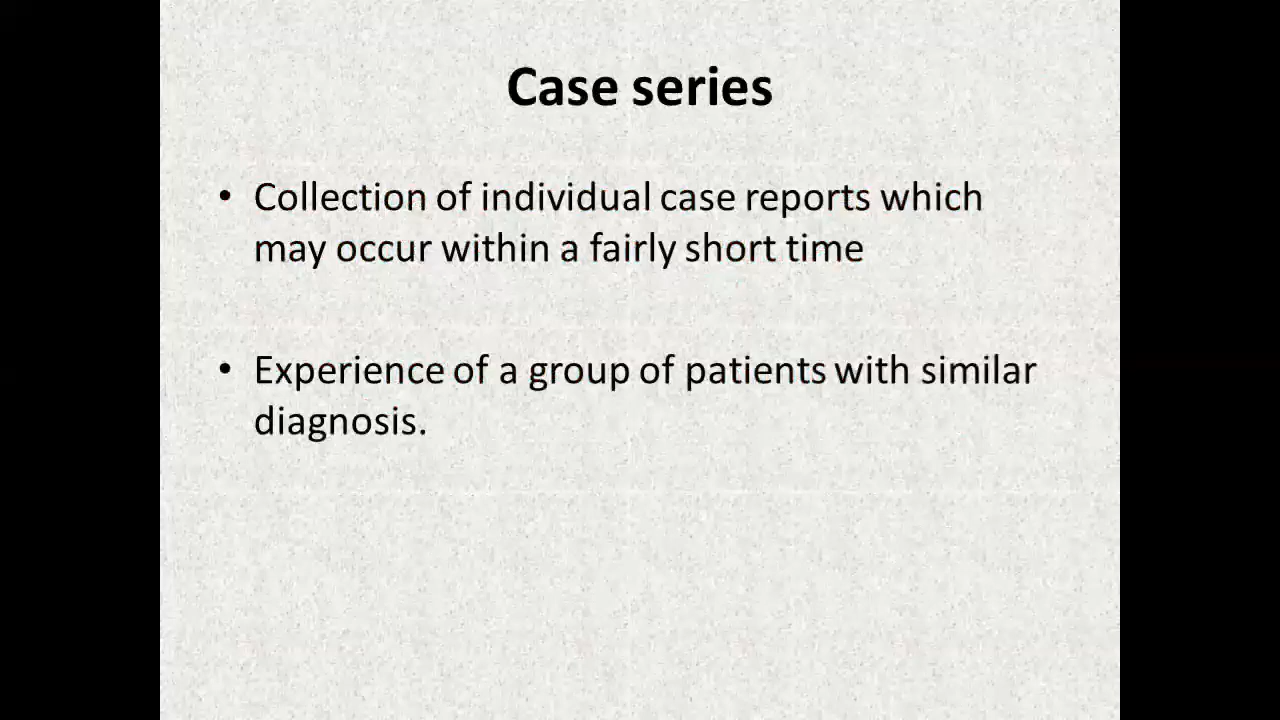 Case series
• Collection of individual case reports which
may occur within a fairly short time
• Experience of a group of patients with similar
diagnosis.